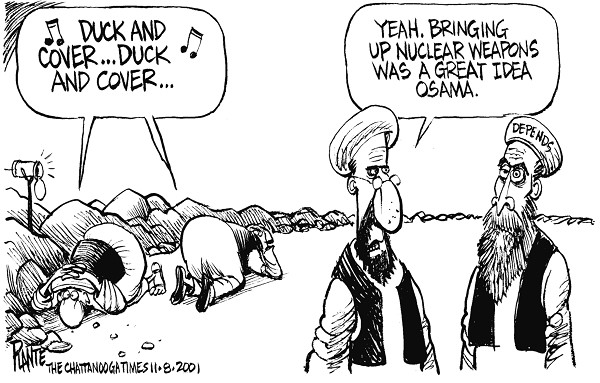 DUCK AND
COVER...DUCK
AND COVER...
YEAH. BRINGING
UP NUCLEAR WEAPONS
WAS A GREAT IDEA
OSAMA.
DEPENDS
PLANTE
THE CHATTANOOGA TIMES 11·8·2001